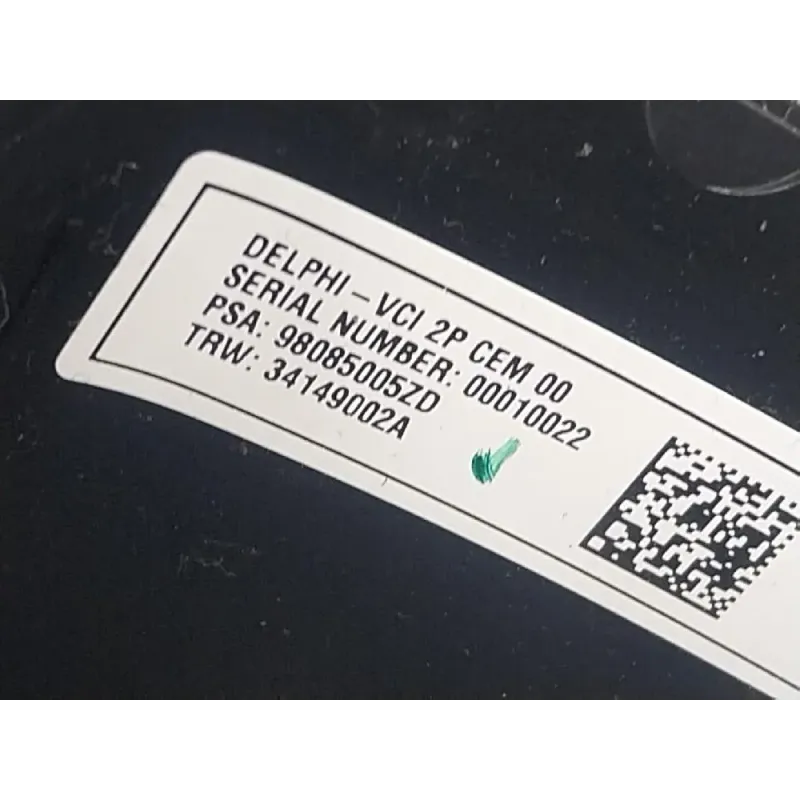 DELPHI – VCI 2P CEM 00
SERIAL NUMBER: 00010022
PSA: 98085005ZD
TRW: 34149002A